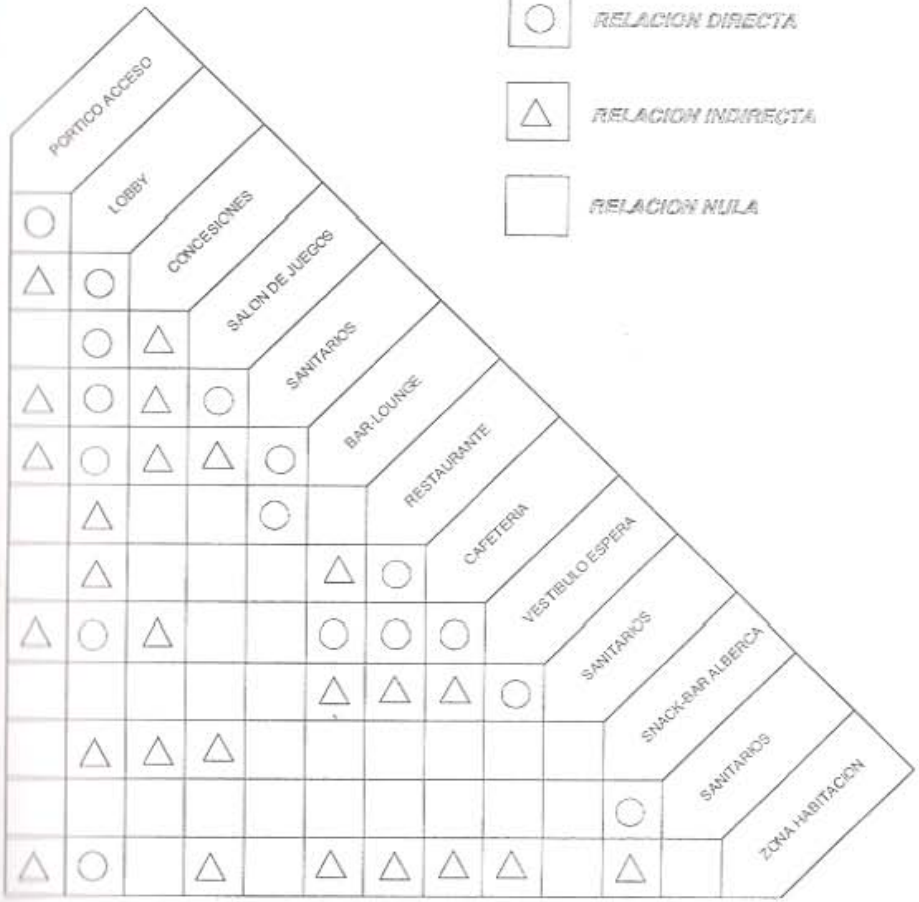 RELACION DIRECTA
RELACION INDIRECTA
RELACION NULA
PORTICO ACCESO
LOBBY
CONCESIONES
SALON DE JUEGOS
SANITARIOS
BAR-LOUNGE
RESTAURANTE
CAFETERIA
VESTIBULO ESPERA
SANITARIOS
SNACK-BAR ALBERCA
SANITARIOS
ZONA HABITACION